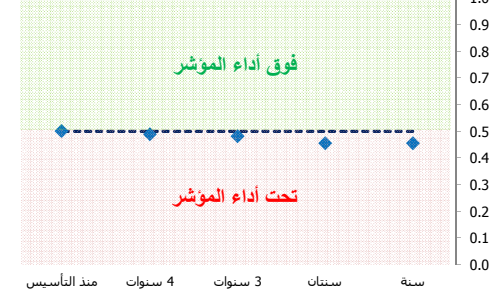 1.0
0.9
0.8
فوق أداء المؤشر
0.7
0.6
0.5
0.4
0.3
تحت أداء المؤشر
0.2
0.1
0.0
سنة
سنتان
3 سنوات
4 سنوات
منذ التأسيس